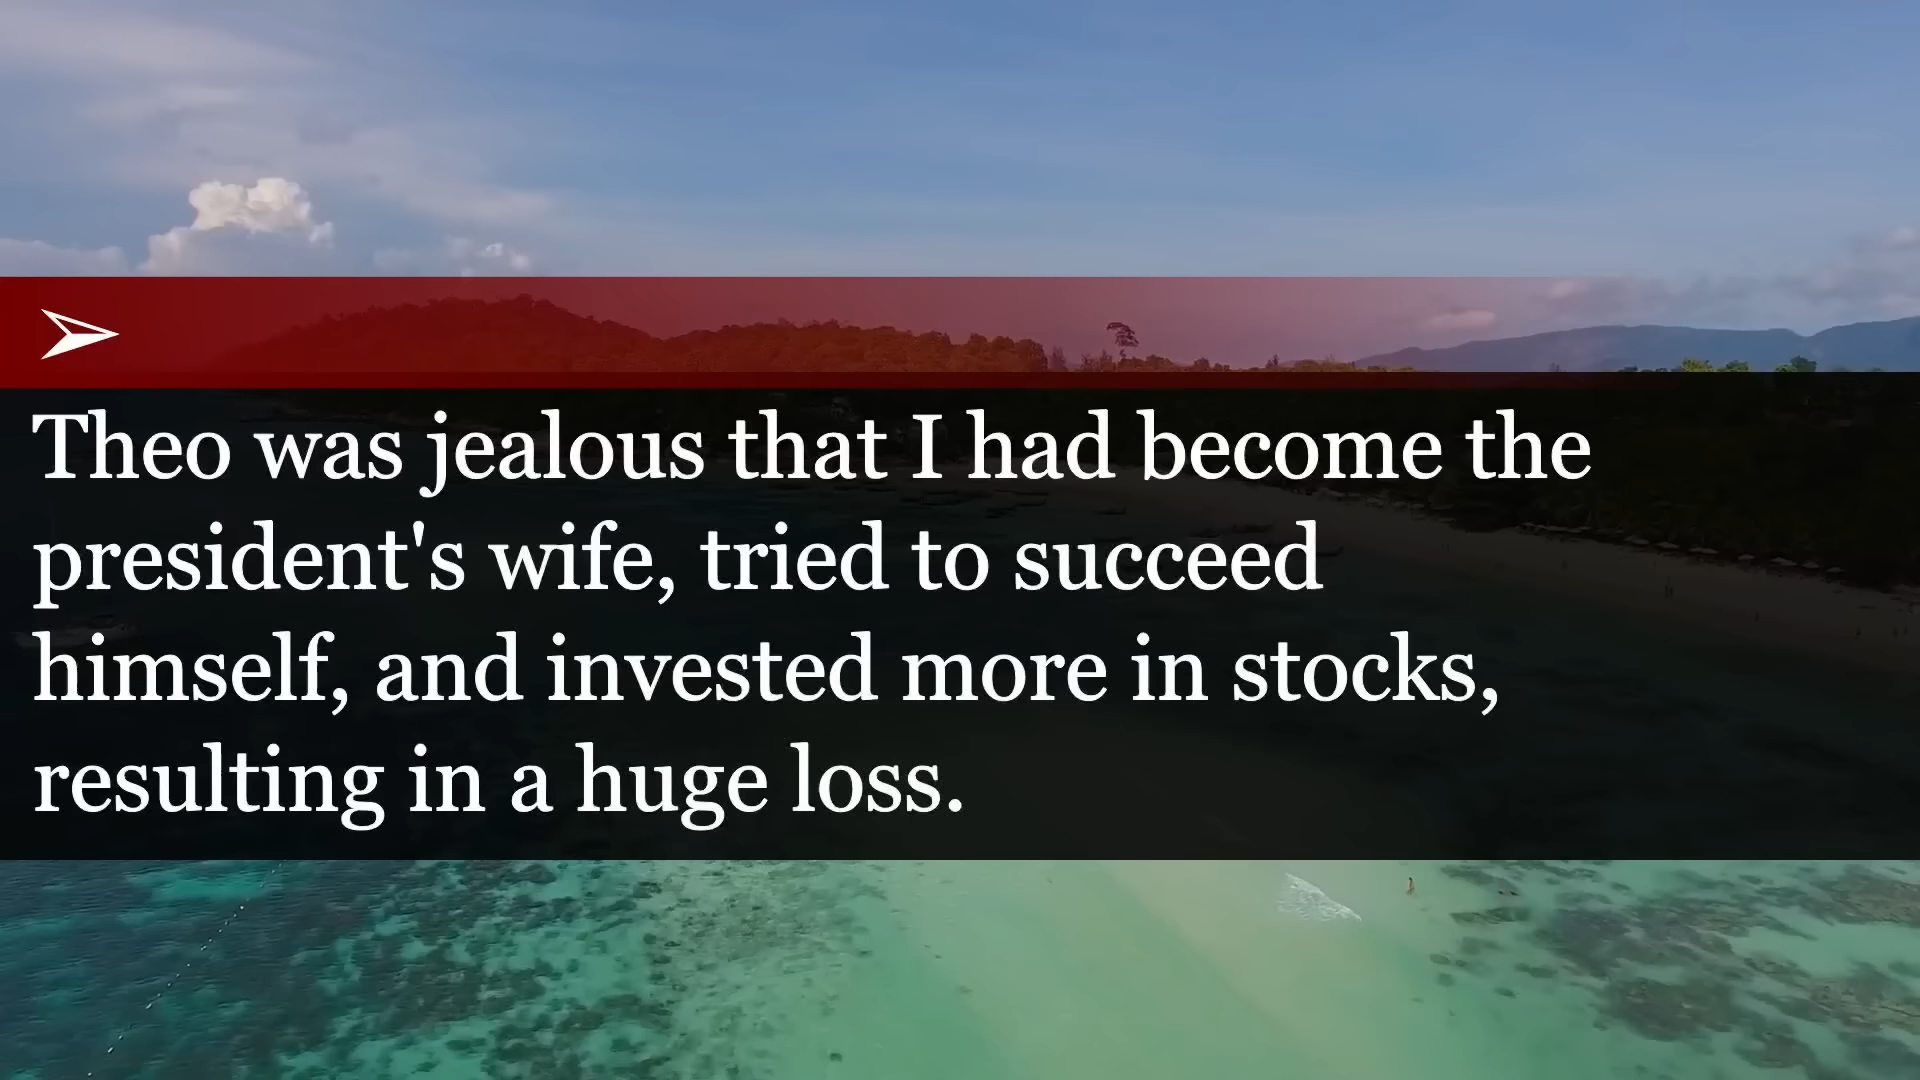 Theo was jealous that I had become the
president's wife, tried to succeed
himself, and invested more in stocks,
resulting in a huge loss.